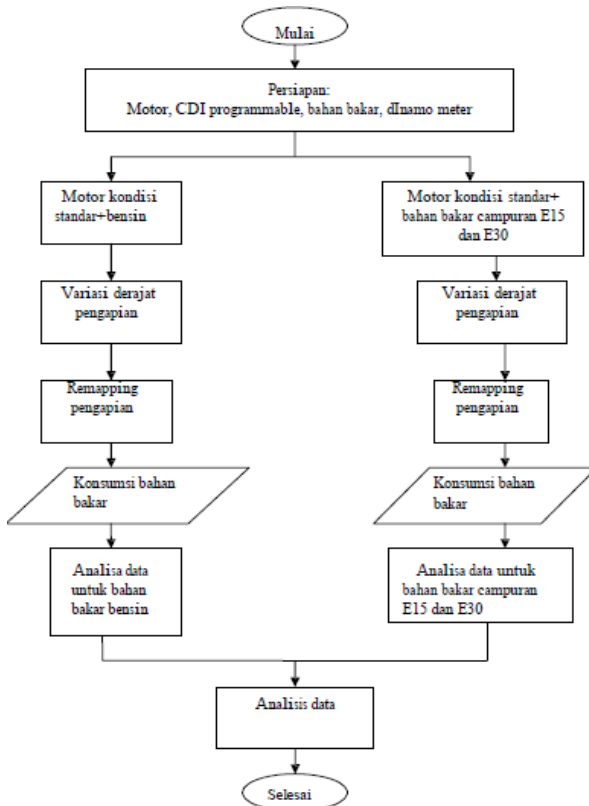 Mulai
Persiapan:
Motor, CDI programmable, bahan bakar, dInamo meter
Motor kondisi
standar+bensin
Variasi derajat
pengapian
Remapping
pengapian
Konsumsi bahan
bakar
Analisa data
untuk bahan
bakar bensin
Motor kondisi standar+
bahan bakar campuran E15
dan E30
Variasi derajat
pengapian
Remapping
pengapian
Konsumsi bahan
bakar
Analisa data untuk
bahan bakar campuran
E15 dan E30
Analisis data
Selesai